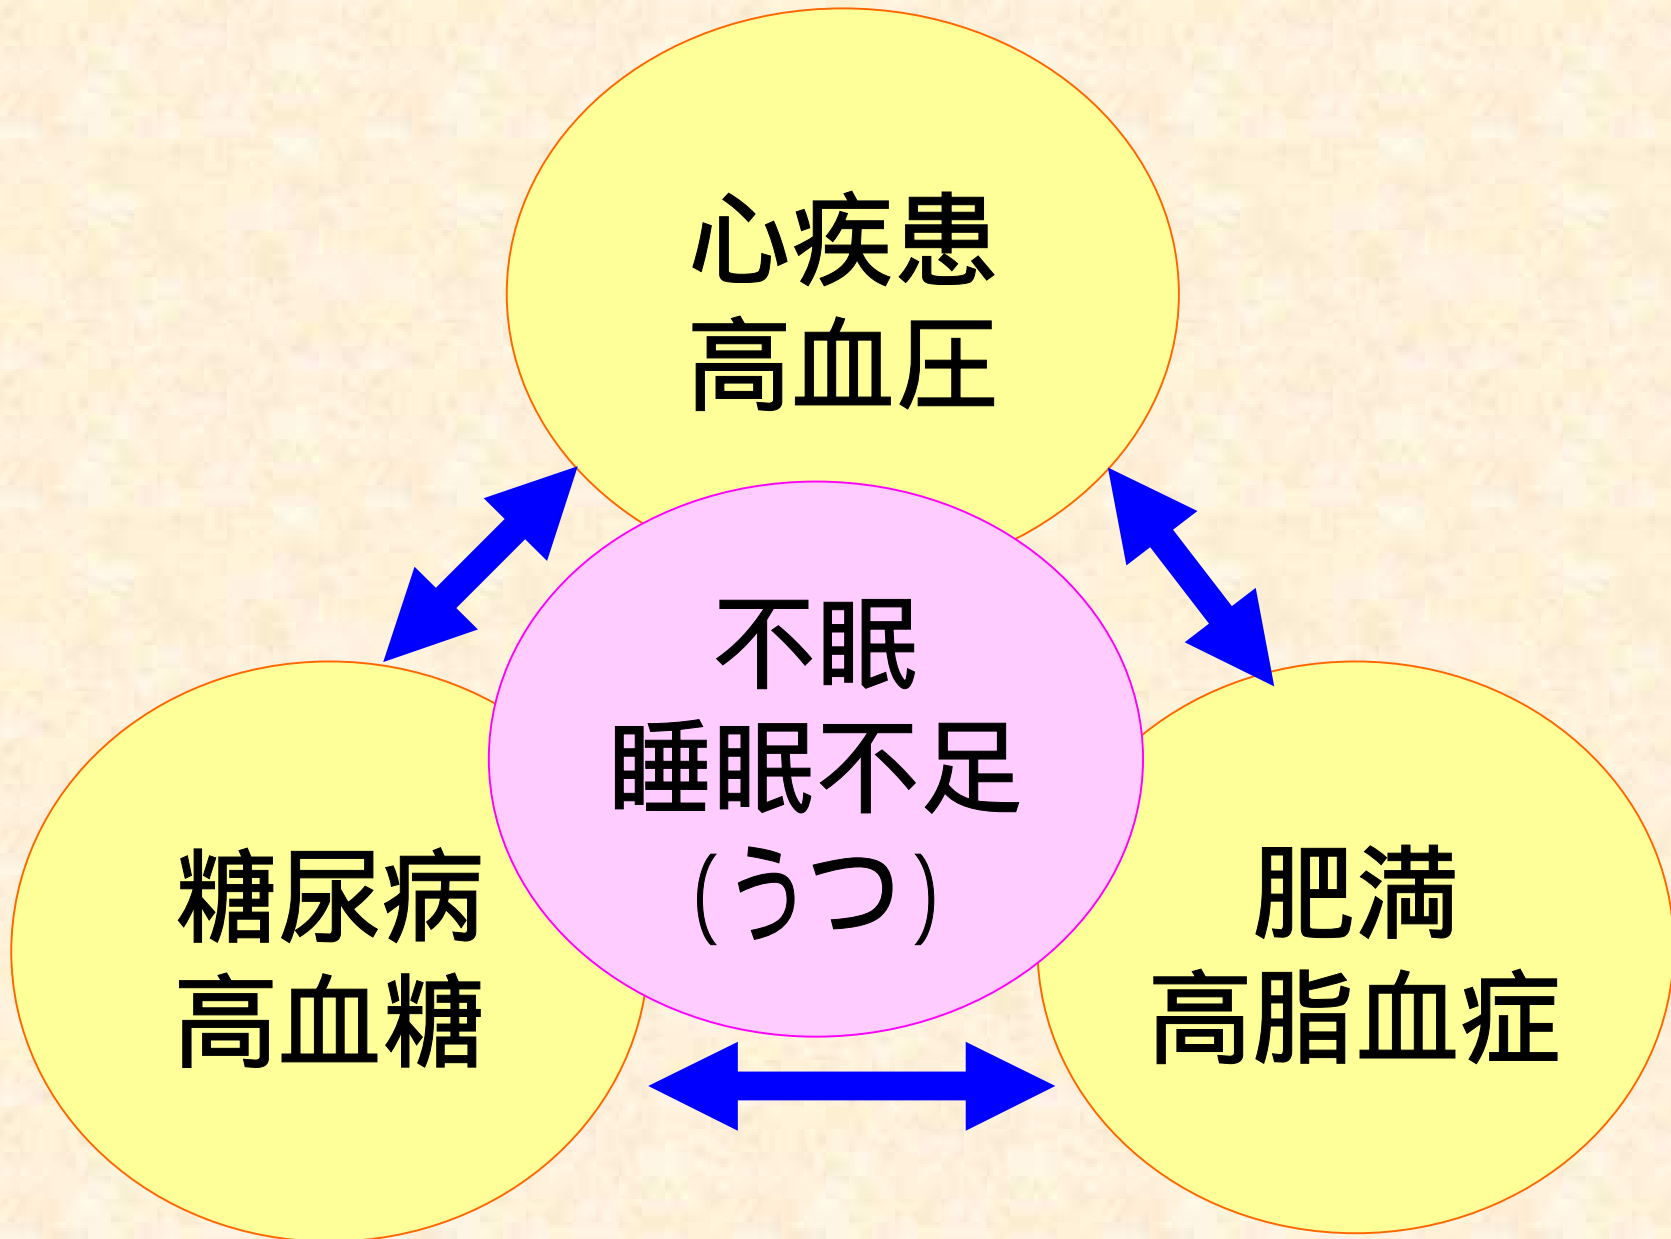 心疾患
高血圧
不眠
睡眠不足
(うつ)
糖尿病
高血糖
肥満
高脂血症